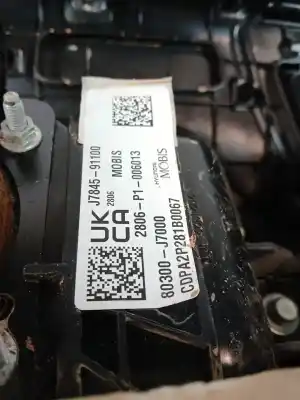 J7845-91100
MOBIS
UK
CA
2806
2806-P1-006013
HYUNDAI
MOBIS
80300-J7000
CDPA2P281B0067